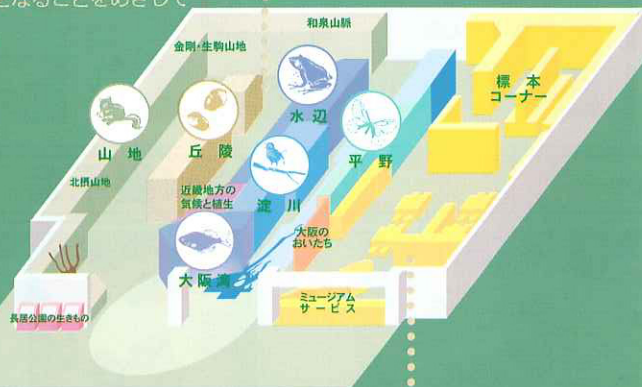 となることをめざして
和泉山脈
金剛・生駒山地
標本
コーナー
水辺
山地
丘陵
平野
北摂山地
近畿地方の
気候と植生
淀川
大阪の
おいたち
大阪湾
ミュージアム
サービス
長居公園の生きもの